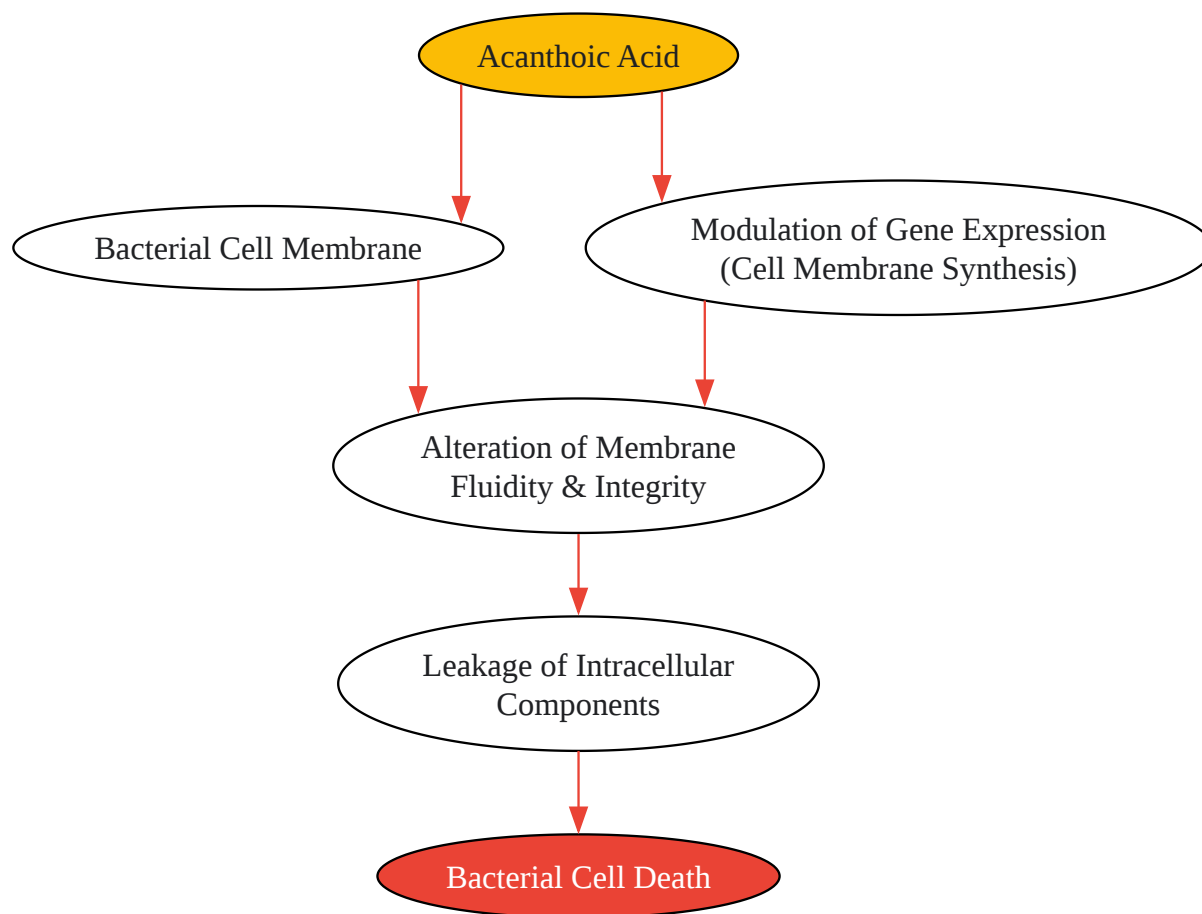 Acanthoic Acid
Bacterial Cell Membrane
Modulation of Gene Expression
(Cell Membrane Synthesis)
Alteration of Membrane
Fluidity & Integrity
Leakage of Intracellular
Components
Bacterial Cell Death